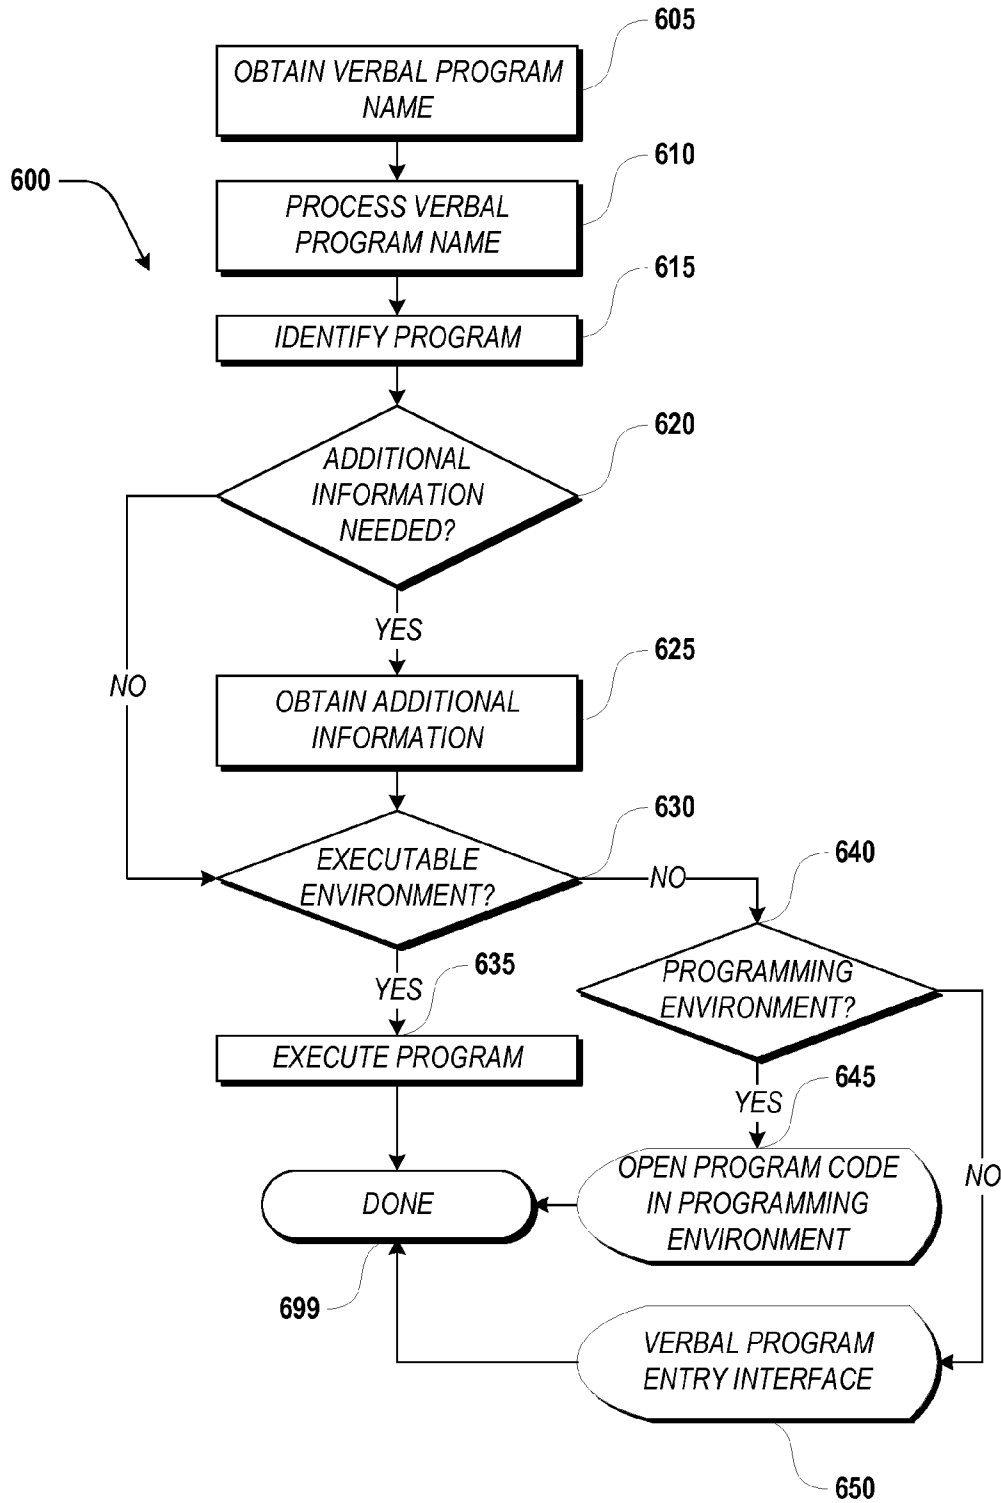 605
OBTAIN VERBAL PROGRAM
NAME
610
600
PROCESS VERBAL
PROGRAM NAME
615
IDENTIFY PROGRAM
620
ADDITIONAL
INFORMATION
NEEDED?
YES
NO
625
OBTAIN ADDITIONAL
INFORMATION
630
EXECUTABLE
ENVIRONMENT?
NO
640
PROGRAMMING
ENVIRONMENT?
YES
635
EXECUTE PROGRAM
645
YES
NO
OPEN PROGRAM CODE
IN PROGRAMMING
ENVIRONMENT
DONE
699
VERBAL PROGRAM
ENTRY INTERFACE
650